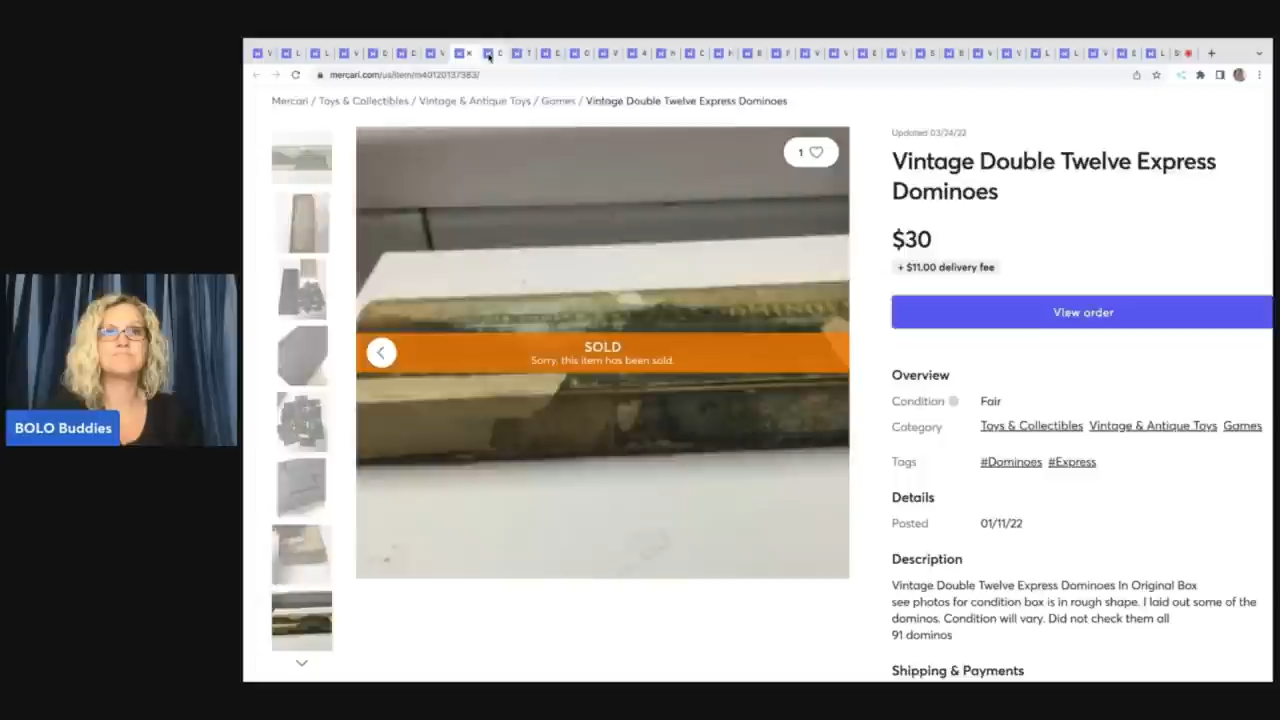 mercari.com/us/item/m40120137383/
Mercari / Toys & Collectibles / Vintage & Antique Toys / Games / Vintage Double Twelve Express Dominoes
Updated 03/24/22
Vintage Double Twelve Express
Dominoes
1
$30
+ $11.00 delivery fee
View order
SOLD
Sorry, this item has been sold.
Overview
Condition Fair
Category Toys & Collectibles Vintage & Antique Toys Games
BOLO Buddies
Tags #Dominoes #Express
Details
Posted 01/11/22
Description
Vintage Double Twelve Express Dominoes In Original Box
see photos for condition box is in rough shape. I laid out some of the
dominos. Condition will vary. Did not check them all
91 dominos
Shipping & Payments